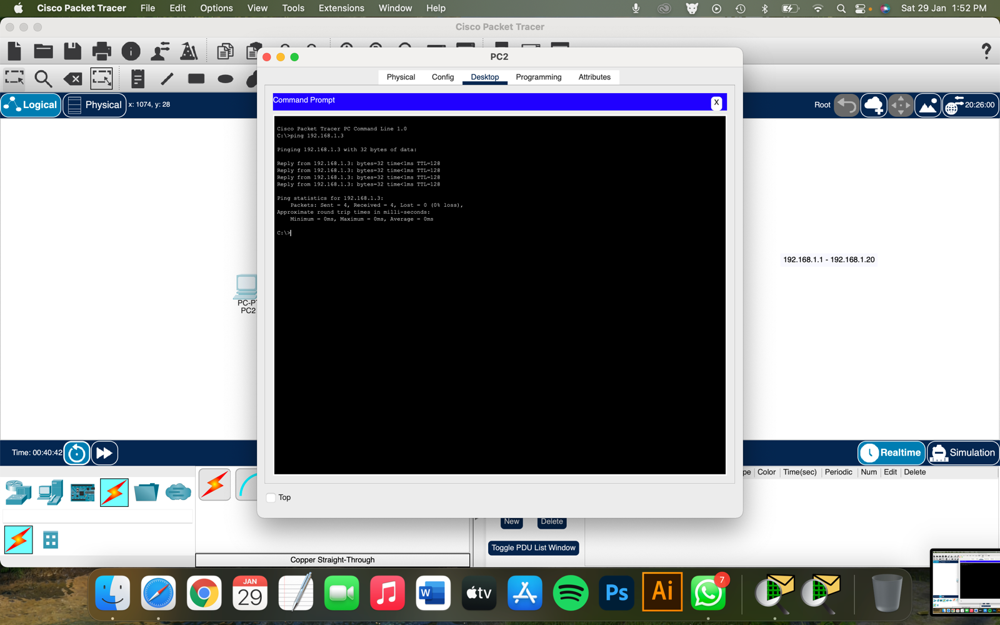 Cisco Packet Tracer File Edit Options View Tools Extensions Window Help Sat 29 Jan 1:52 PM
Cisco Packet Tracer
PC2
Physical Config Desktop Programming Attributes
Command Prompt X
Logical Physical x: 1074, y: 28 Root 20:26:00
Cisco Packet Tracer PC Command Line 1.0
C:\>ping 192.168.1.3
Pinging 192.168.1.3 with 32 bytes of data:
Reply from 192.168.1.3: bytes=32 time<1ms TTL=128
Reply from 192.168.1.3: bytes=32 time<1ms TTL=128
Reply from 192.168.1.3: bytes=32 time<1ms TTL=128
Reply from 192.168.1.3: bytes=32 time<1ms TTL=128
Ping statistics for 192.168.1.3:
Packets: Sent = 4, Received = 4, Lost = 0 (0% loss),
Approximate round trip times in milli-seconds:
Minimum = 0ms, Maximum = 0ms, Average = 0ms
C:\>
192.168.1.1 - 192.168.1.20
PC-PT
PC2
Time: 00:40:42 Realtime Simulation
pe Color Time(sec) Periodic Num Edit Delete
Top
New Delete
Toggle PDU List Window
Copper Straight-Through
JAN
29
W
tv
Ps
Ai
7